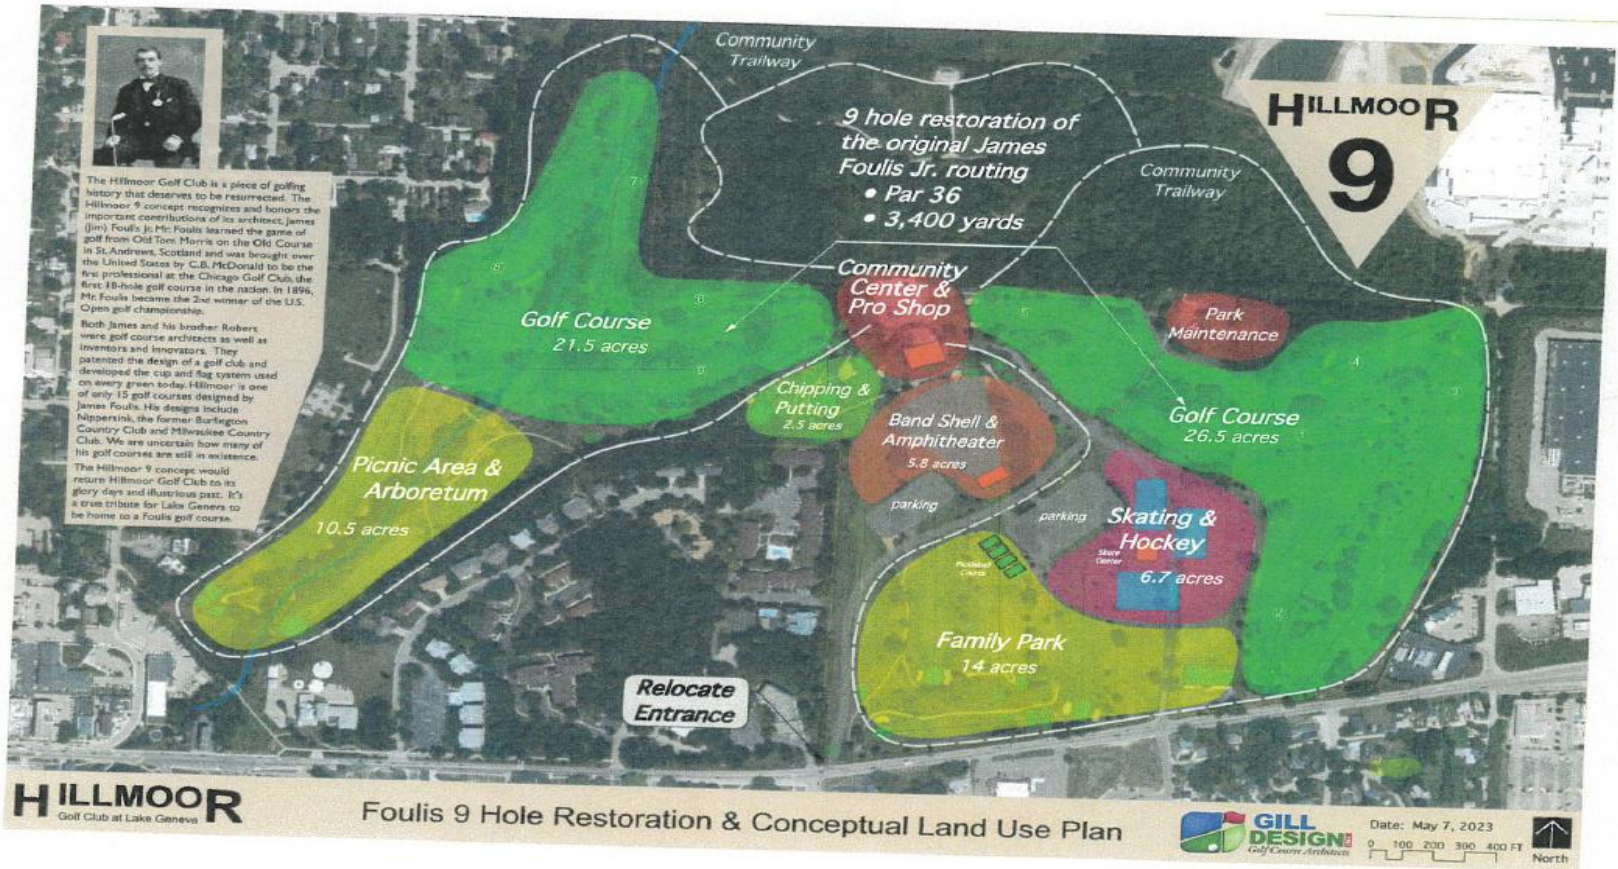 The Hillmoor Golf Club is a piece of golfing
history that deserves to be resurrected. The
Hillmoor 9 concept recognizes and honors the
important contributions of its architect, James
(Jim) Foulis Jr. Mr. Foulis learned the game of
golf from Old Tom Morris on the Old Course
in St. Andrews, Scotland and was brought over
the United States by C.B. McDonald to be the
first professional at the Chicago Golf Club, the
first 18-hole golf course in the nation. In 1896,
Mr. Foulis became the 2nd winner of the U.S.
Open golf championship.
Both James and his brother Robert
were golf course architects as well as
inventors and innovators. They
patented the design of a golf club and
developed the cup and flag system used
on every green today. Hillmoor is one
of only 15 golf courses designed by
James Foulis. His designs include
Nippersink, the former Burlington
Country Club and Milwaukee Country
Club. We are uncertain how many of
his golf courses are still in existence.
The Hillmoor 9 concept would
return Hillmoor Golf Club to its
glory days and illustrious past. It's
a true tribute for Lake Geneva to
be home to a Foulis golf course.
Community
Trailway
9 hole restoration of
the original James
Foulis Jr. routing
• Par 36
• 3,400 yards
Community
Trailway
HILLMOOR
9
7
8
6
9
5
4
3
2
Golf Course
21.5 acres
Community
Center &
Pro Shop
Park
Maintenance
Chipping &
Putting
2.5 acres
Band Shell &
Amphitheater
5.8 acres
Golf Course
26.5 acres
Picnic Area &
Arboretum
10.5 acres
parking
parking
Skating &
Hockey
6.7 acres
Skate
Center
Pickleball
Courts
Family Park
14 acres
Relocate
Entrance
HILLMOOR
Golf Club at Lake Geneva
Foulis 9 Hole Restoration & Conceptual Land Use Plan
GILL
DESIGN
Golf Course Architects
Date: May 7, 2023
0 100 200 300 400 FT
North